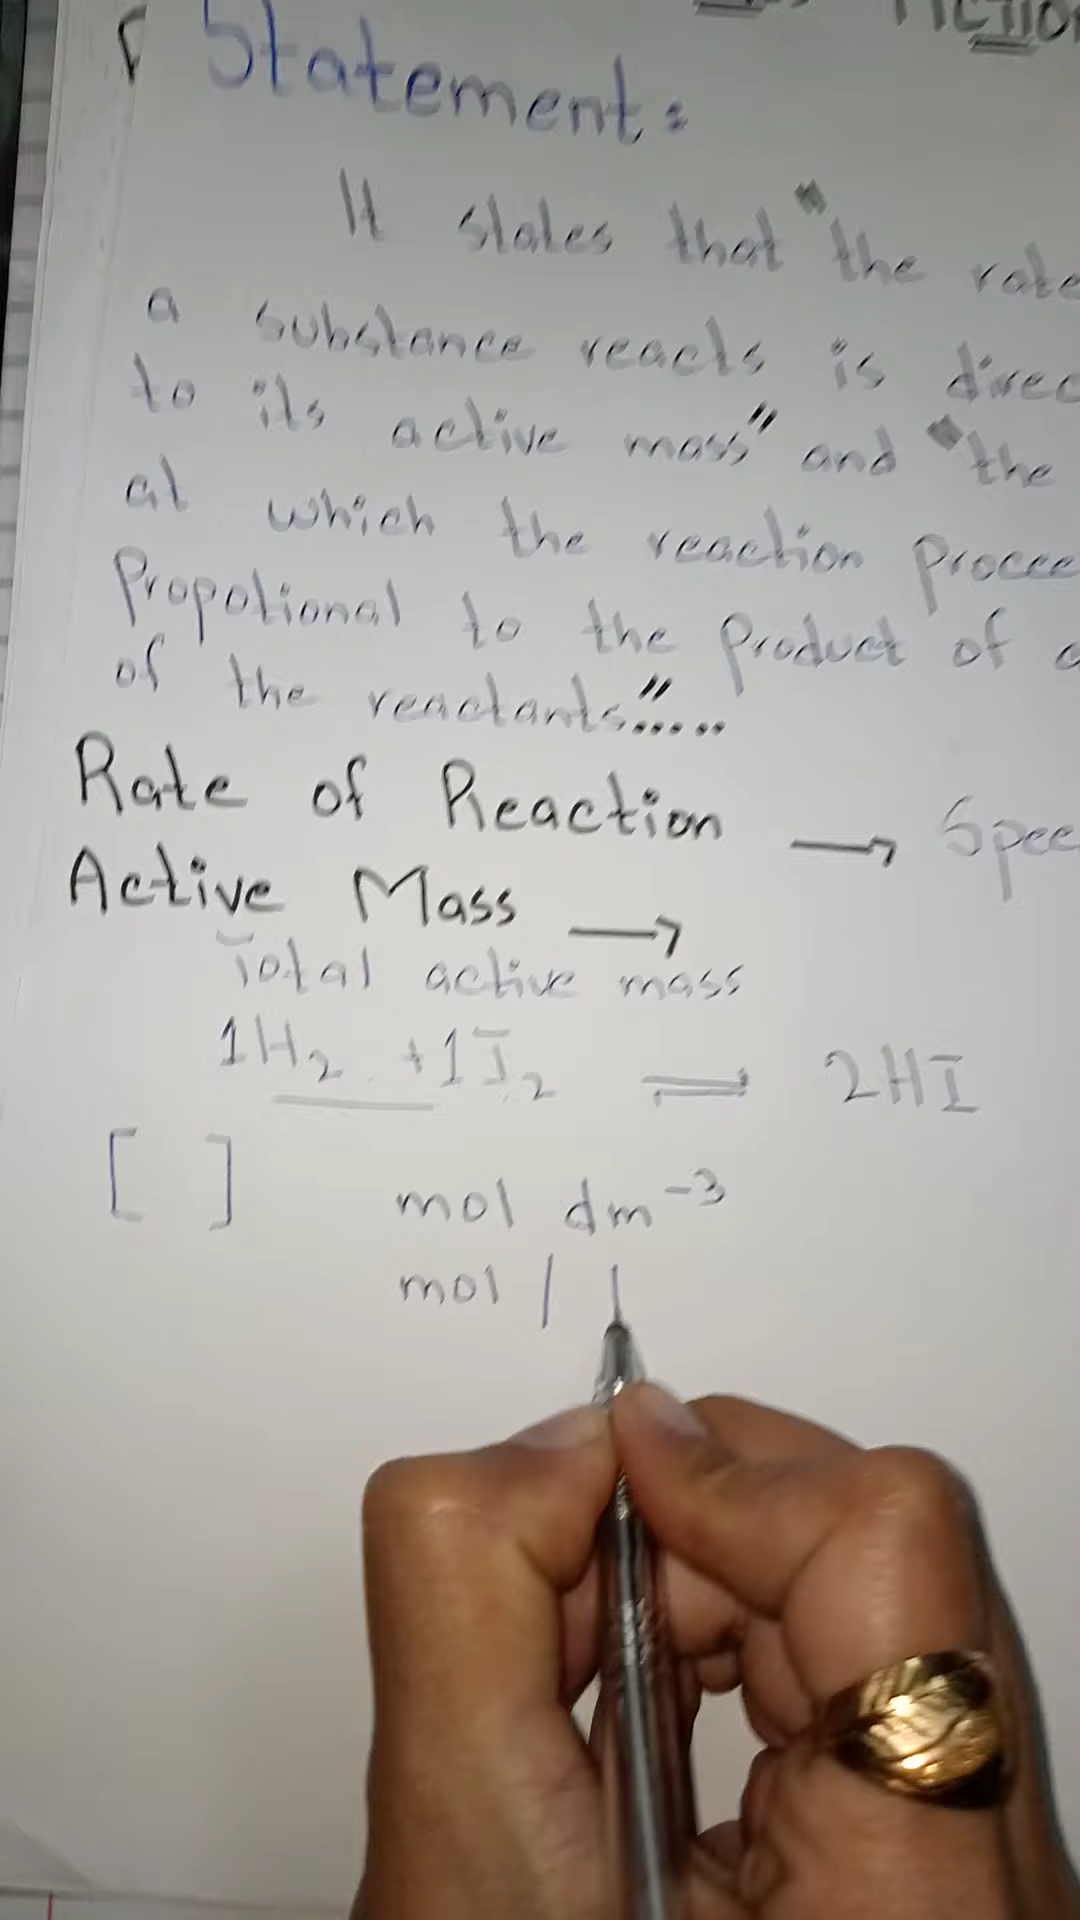 Statement:
It states that "the rate
a substance reacts is direc
to its active mass" and "the
at which the reaction procee
Propotional to the Product of a
of the reactants".....
Rate of Reaction → Spee
Active Mass →
Total active mass
1H₂ + 1I₂ ⇌ 2HI
[ ] mol dm⁻³
mol / l